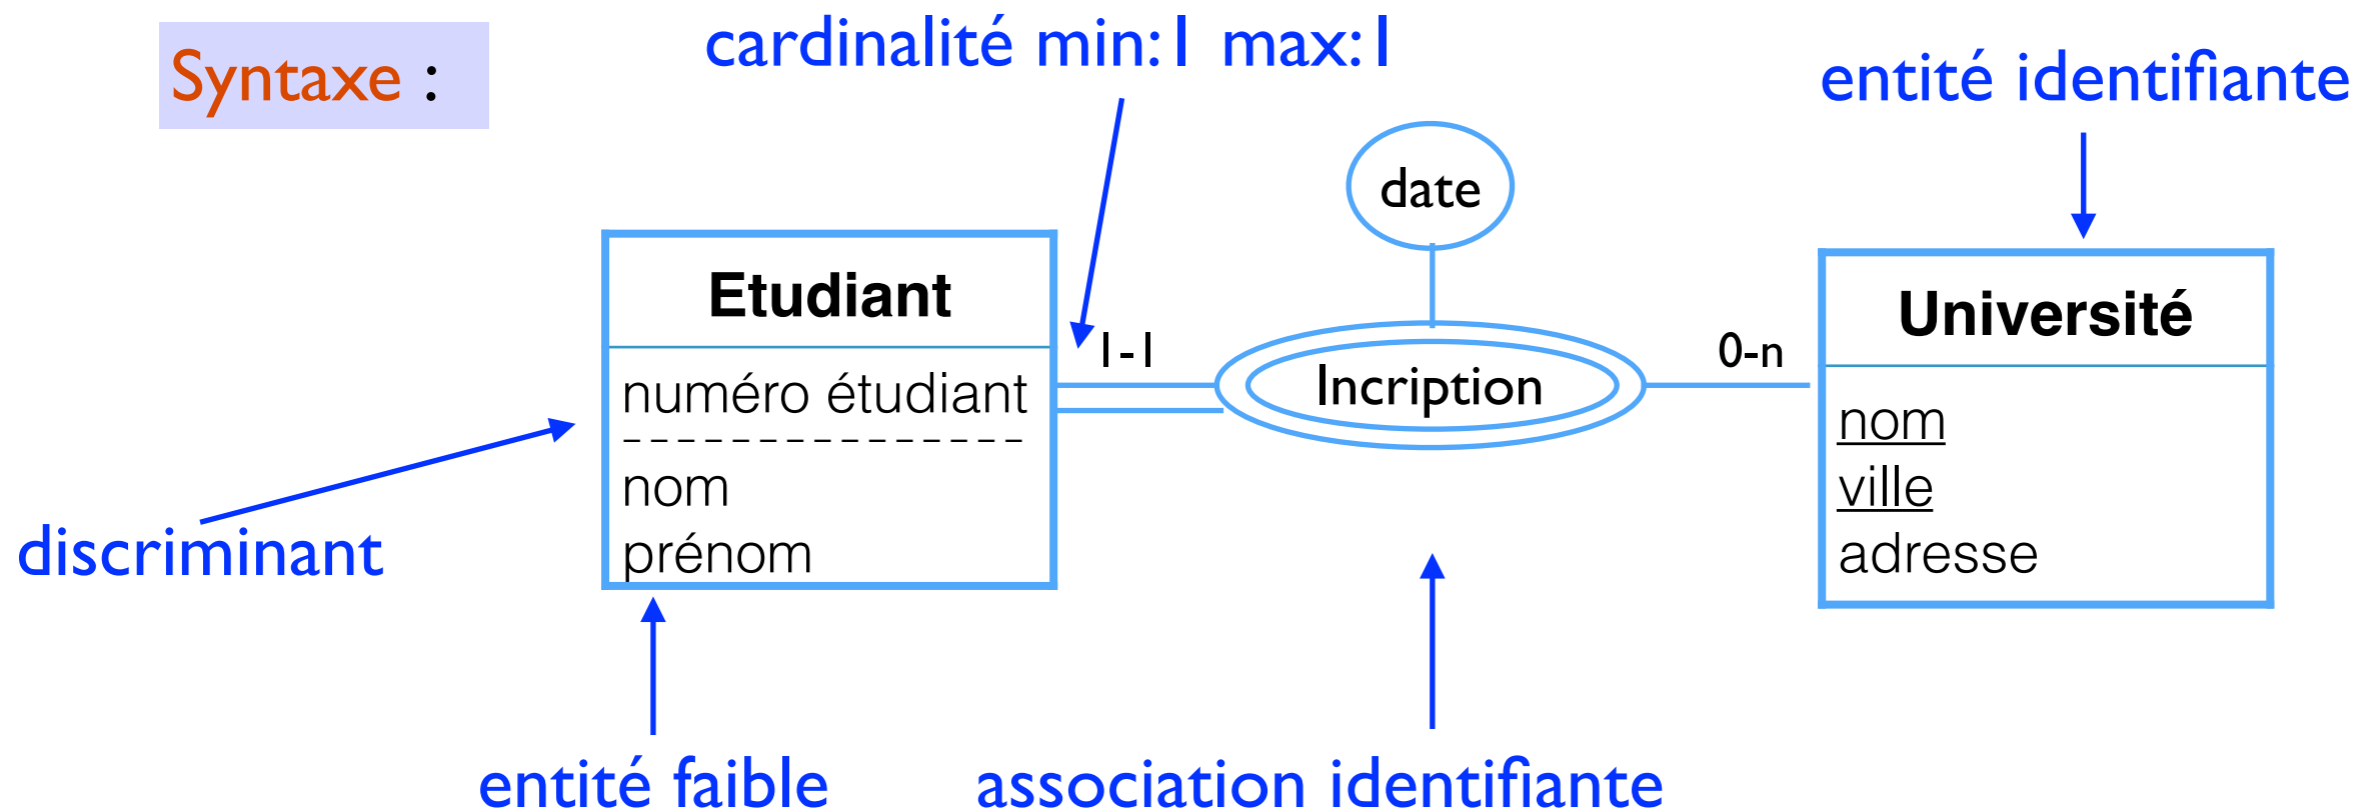 Syntaxe :
cardinalité min:1 max:1
entité identifiante
date
Etudiant
numéro étudiant
nom
prénom
1-1
Incription
0-n
Université
nom
ville
adresse
discriminant
entité faible
association identifiante